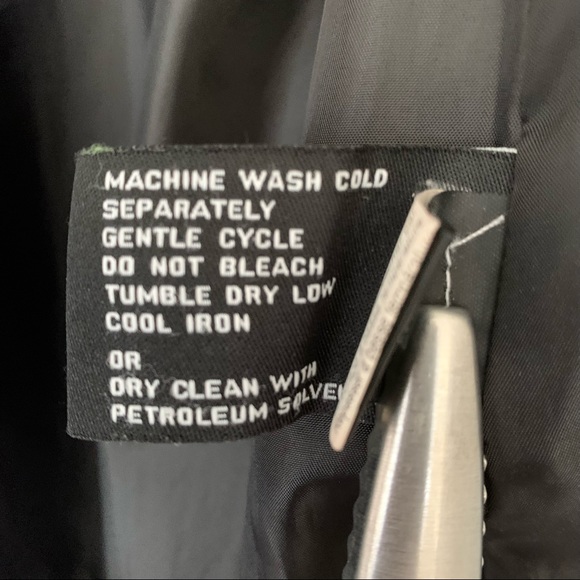 MACHINE WASH COLD
SEPARATELY
GENTLE CYCLE
DO NOT BLEACH
TUMBLE DRY LOW
COOL IRON
OR
DRY CLEAN WITH
PETROLEUM